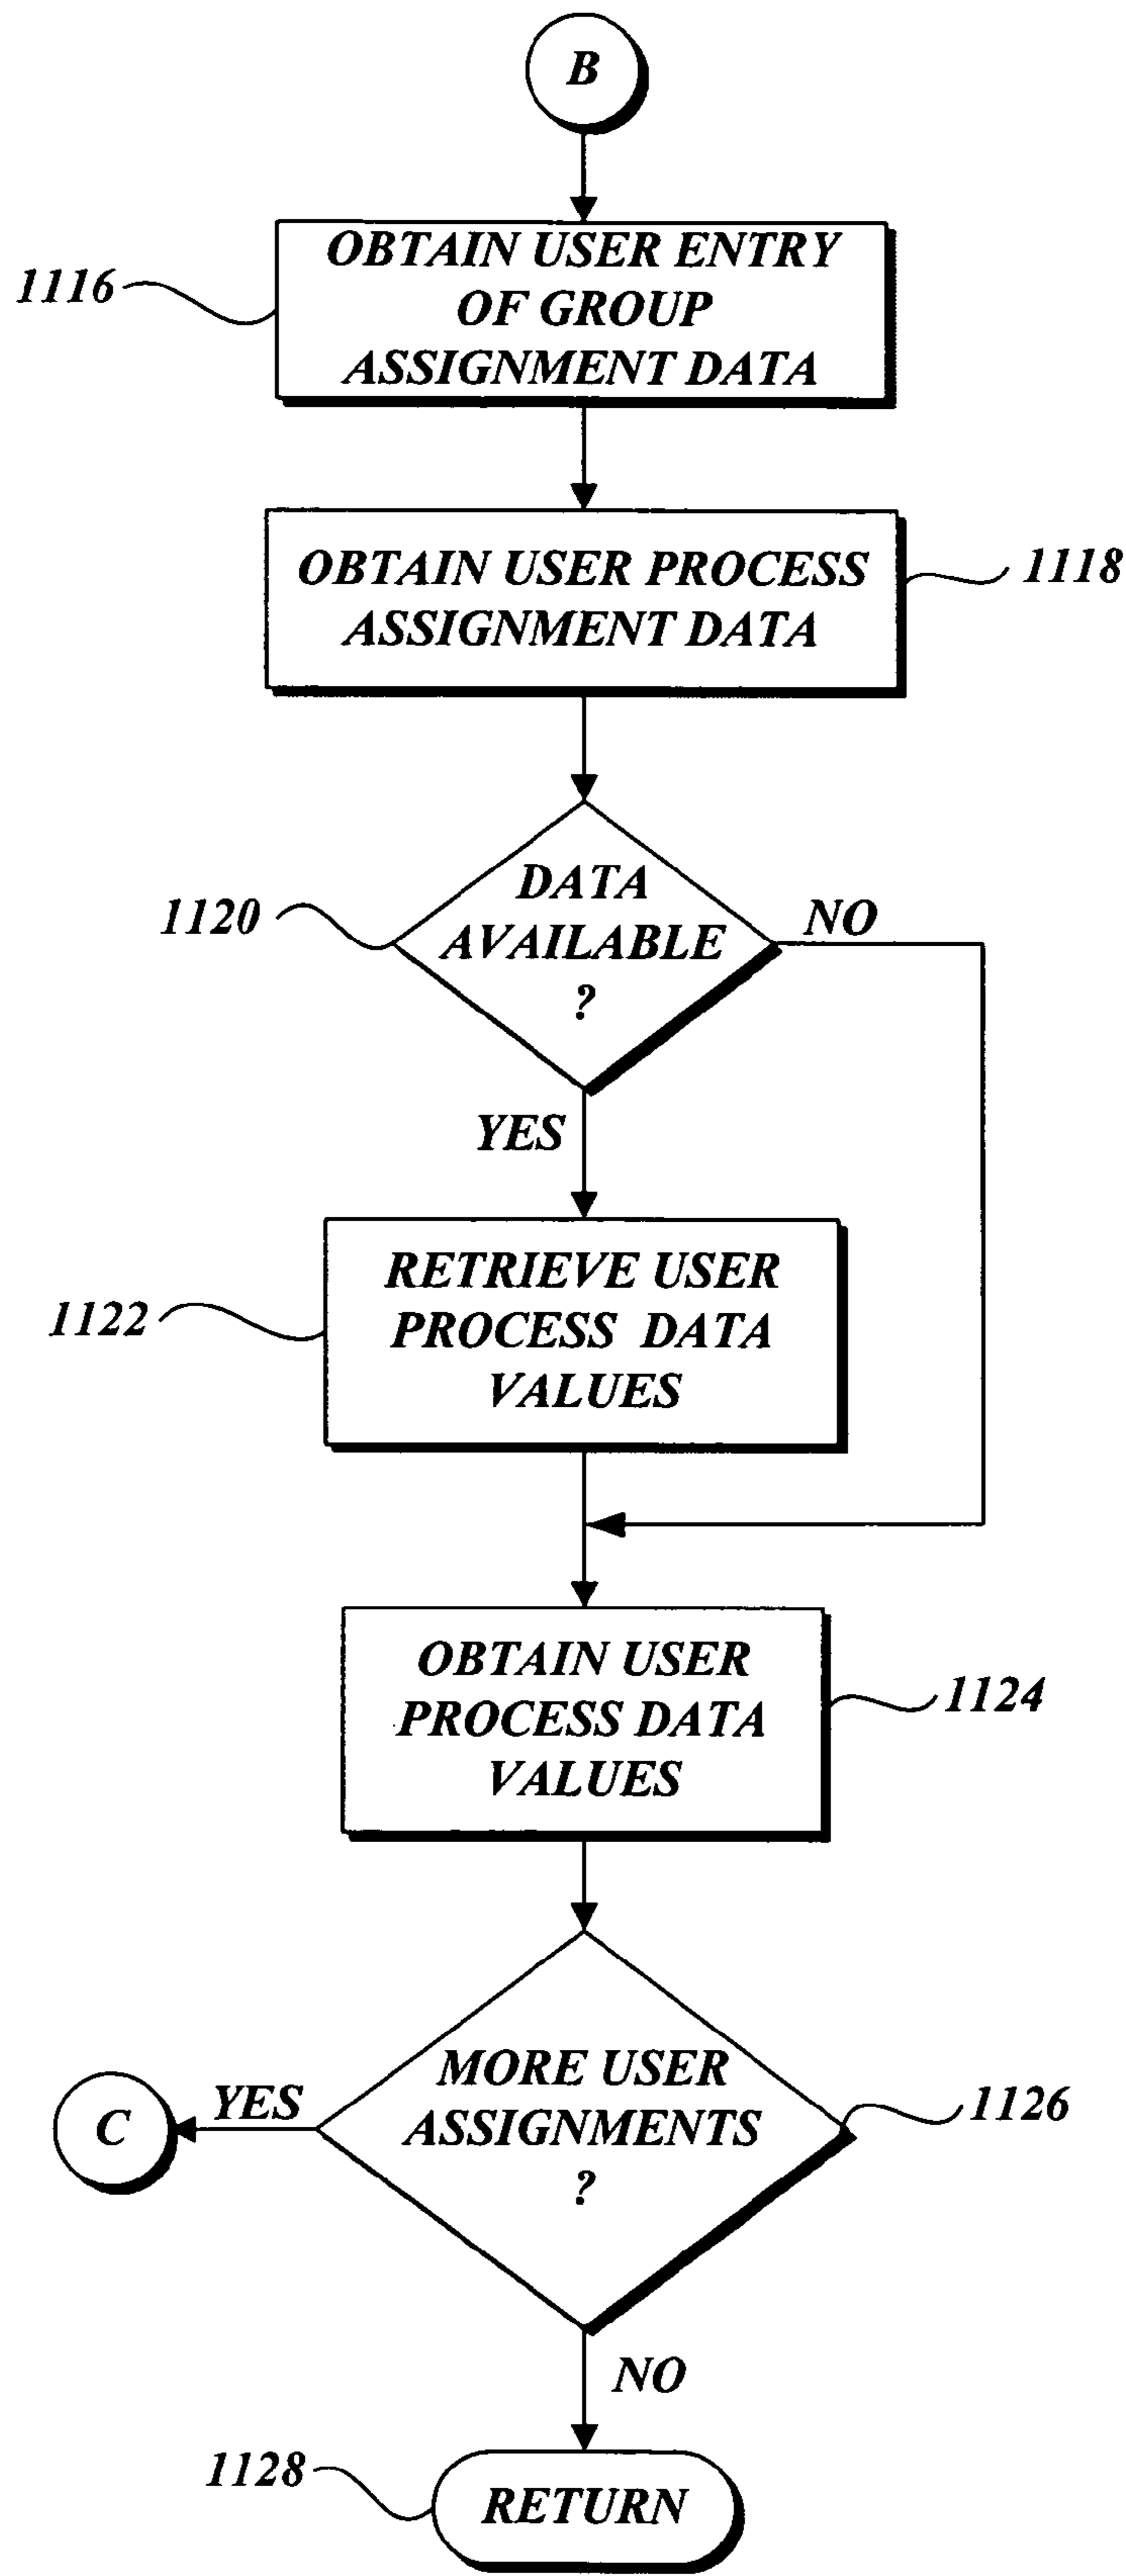 B
OBTAIN USER ENTRY
OF GROUP
ASSIGNMENT DATA
1116
OBTAIN USER PROCESS
ASSIGNMENT DATA
1118
DATA
AVAILABLE
?
1120
NO
YES
RETRIEVE USER
PROCESS DATA
VALUES
1122
OBTAIN USER
PROCESS DATA
VALUES
1124
MORE USER
ASSIGNMENTS
?
1126
YES
C
NO
1128
RETURN